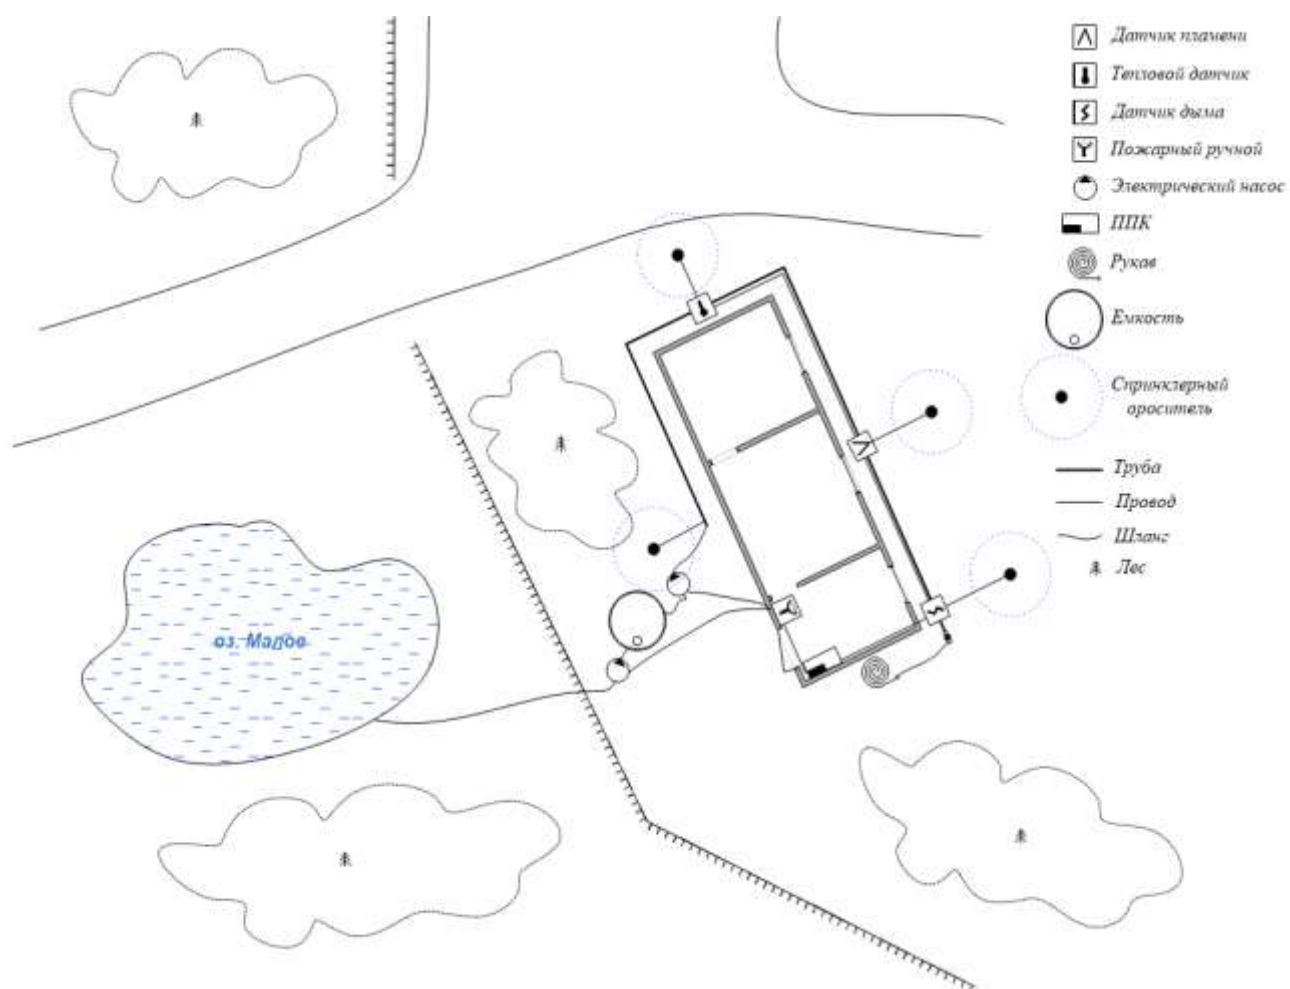 Датчик пламени
Тепловой датчик
Датчик дыма
Пожарный ручной
Электрический насос
ППК
Рукав
Емкость
Спринклерный
ороситель
Труба
Провод
Шланг
Лес
оз. Малое